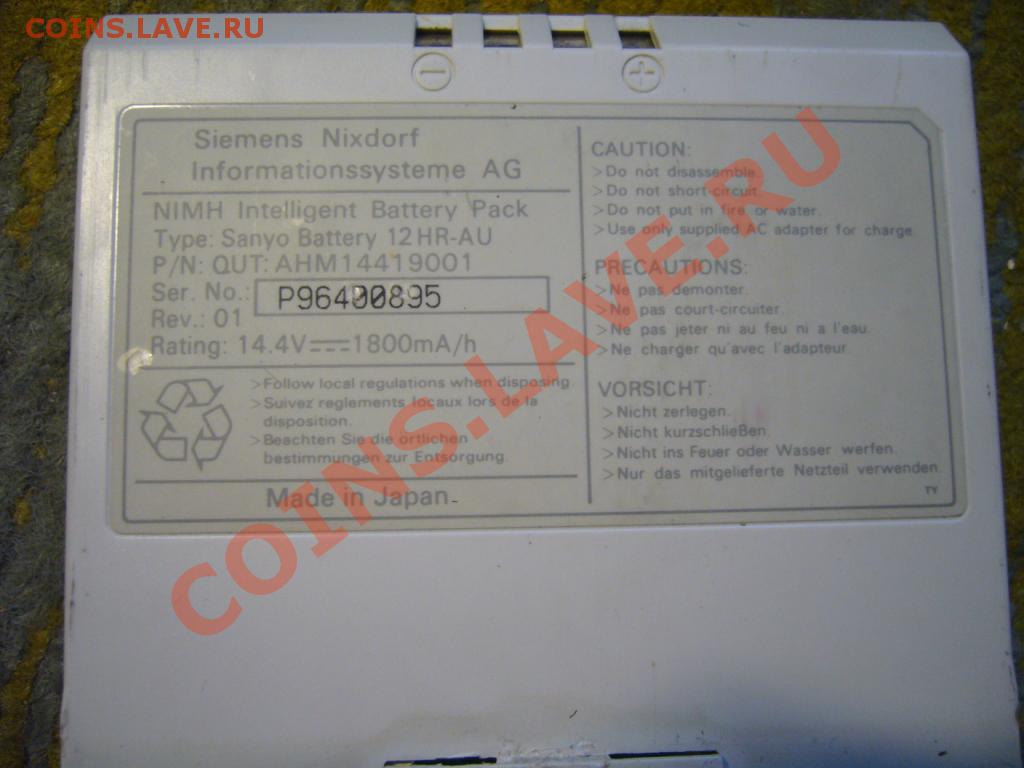 COINS.LAVE.RU
Siemens Nixdorf
Informationssysteme AG
NIMH Intelligent Battery Pack
Type: Sanyo Battery 12HR-AU
P/N: QUT: AHM14419001
Ser. No.: P96400895
Rev.: 01
Rating: 14.4V 1800mA/h
>Follow local regulations when disposing
>Suivez reglements locaux lors de la
disposition.
>Beachten Sie die örtlichen
bestimmungen zur Entsorgung.
Made in Japan
CAUTION:
>Do not disassemble.
>Do not short-circuit.
>Do not put in fire or water.
>Use only supplied AC adapter for charge.
PRECAUTIONS:
>Ne pas demonter.
>Ne pas court-circuiter.
>Ne pas jeter ni au feu ni a l'eau.
>Ne charger qu'avec l'adapteur.
VORSICHT:
>Nicht zerlegen.
>Nicht kurzschließen.
>Nicht ins Feuer oder Wasser werfen.
>Nur das mitgelieferte Netzteil verwenden.
TY
COINS.LAVE.RU